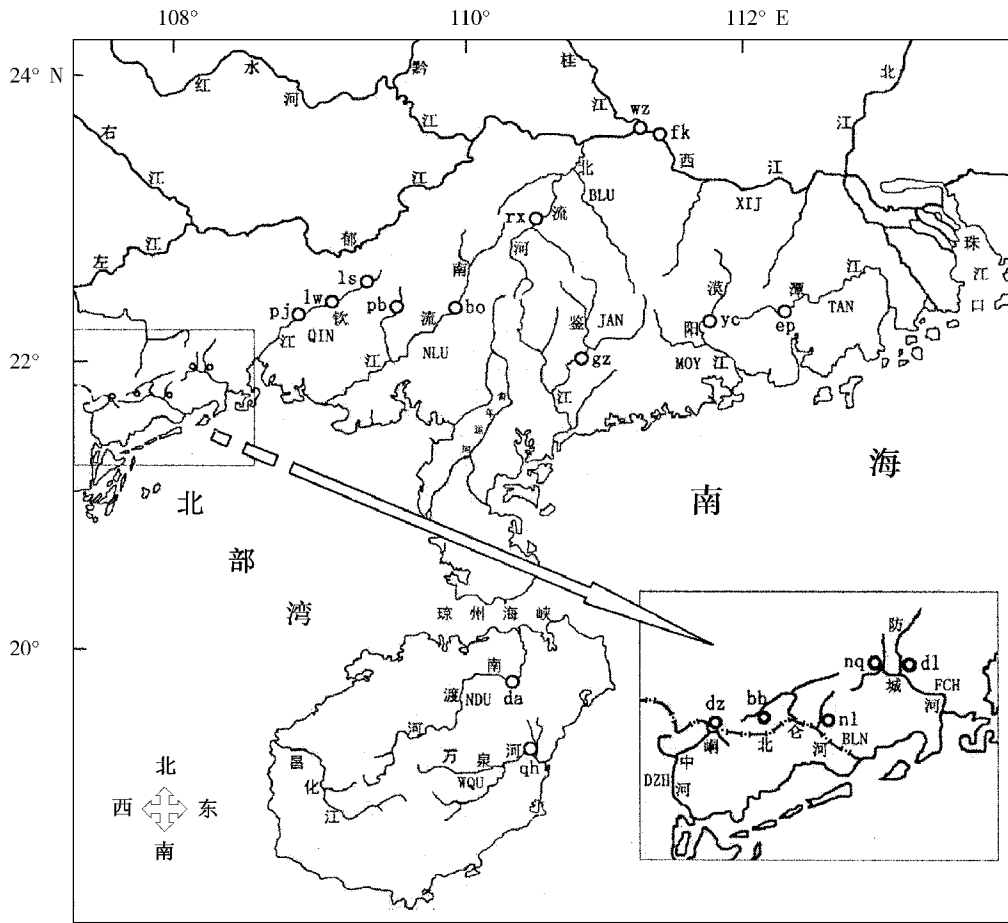 108°
110°
112° E
24° N
22°
20°
红水河
黔江
桂江
wz
fk
北江
右江
左江
郁江
西江
XIJ
北流河
BLU
rx
珠江口
ls
lw
pj
钦江
QIN
pb
南流江
NLU
bo
鉴江
JAN
gz
漠阳江
MOY
yc
潭江
TAN
ep
北部湾
南海
琼州海峡
南渡河
NDU
da
万泉河
WQU
qh
昌化江
北
西
东
南
防城河
FCH
nq
dl
dz
bb
nl
北仑河
BLN
中
河
DZH